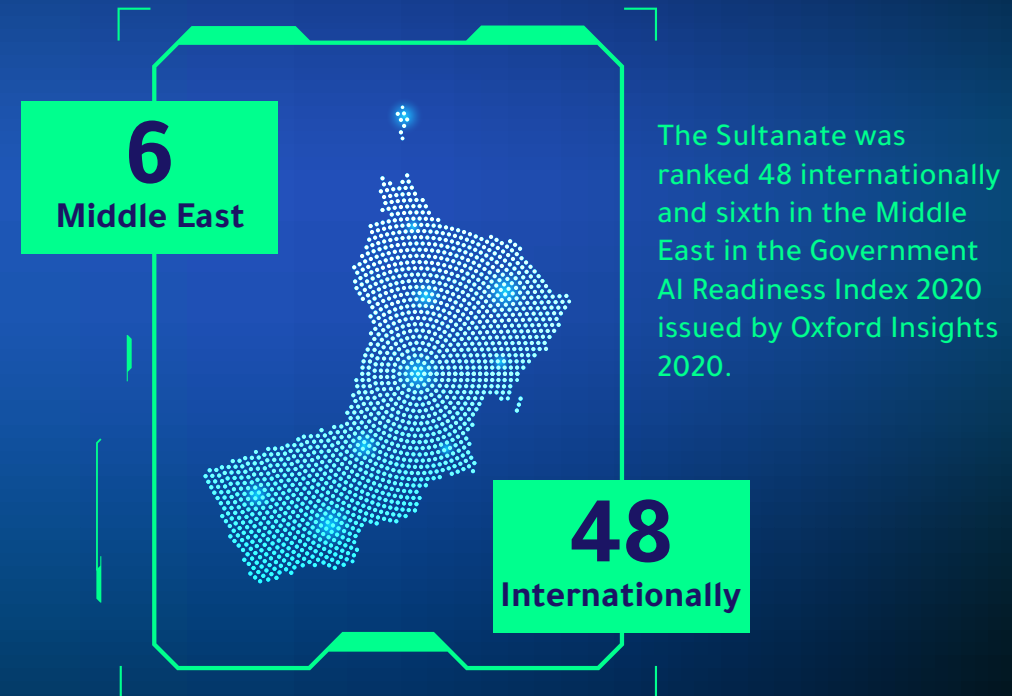 6
Middle East
The Sultanate was
ranked 48 internationally
and sixth in the Middle
East in the Government
AI Readiness Index 2020
issued by Oxford Insights
2020.
48
Internationally